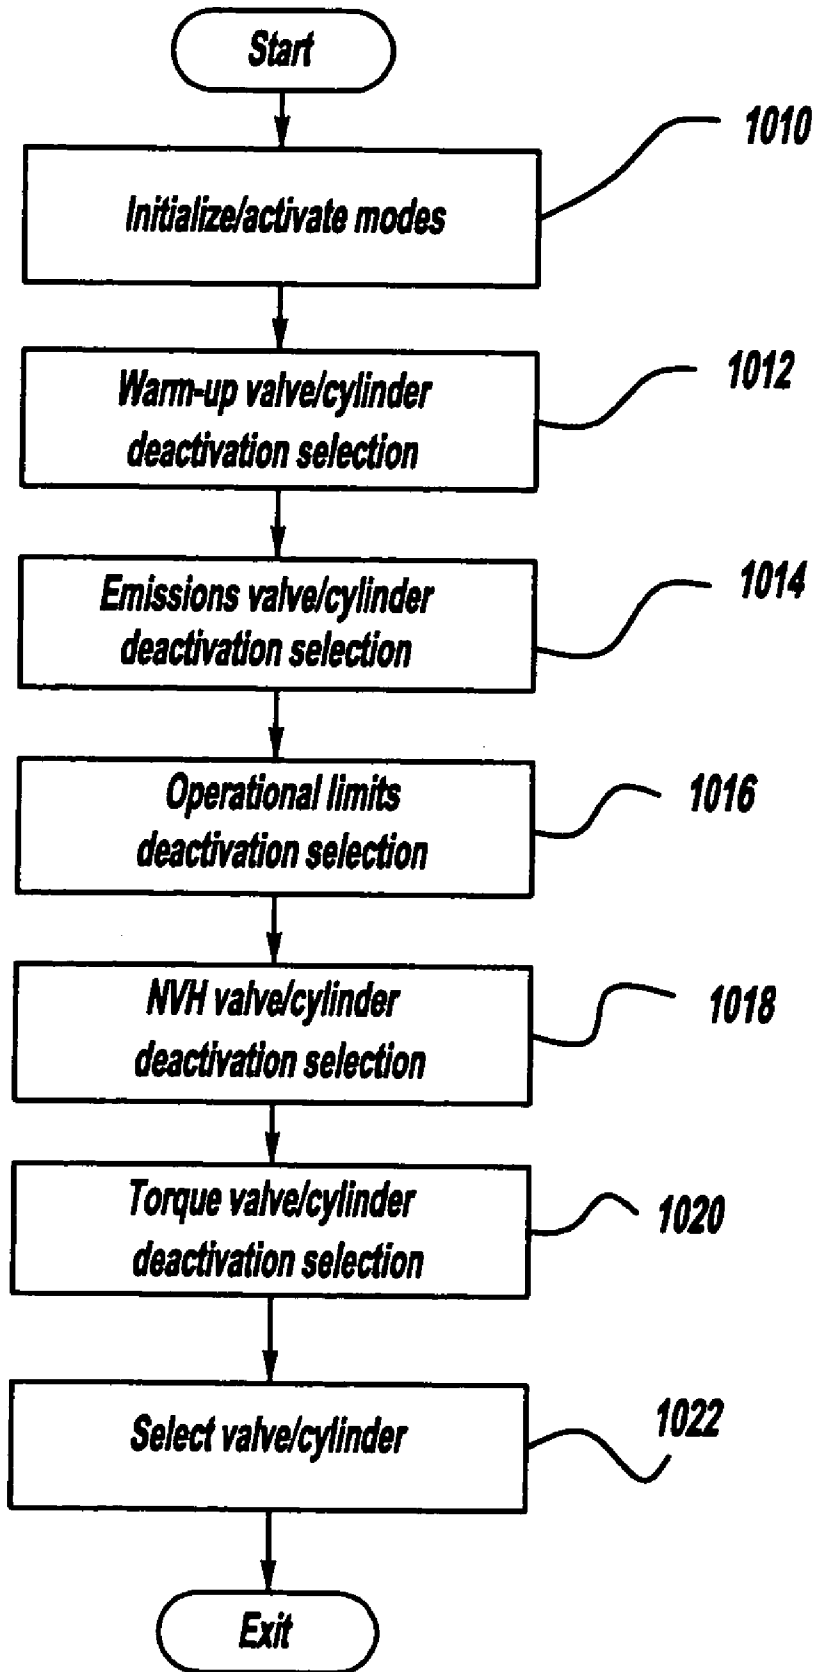 Start
1010
Initialize/activate modes
1012
Warm-up valve/cylinder
deactivation selection
1014
Emissions valve/cylinder
deactivation selection
1016
Operational limits
deactivation selection
1018
NVH valve/cylinder
deactivation selection
1020
Torque valve/cylinder
deactivation selection
1022
Select valve/cylinder
Exit